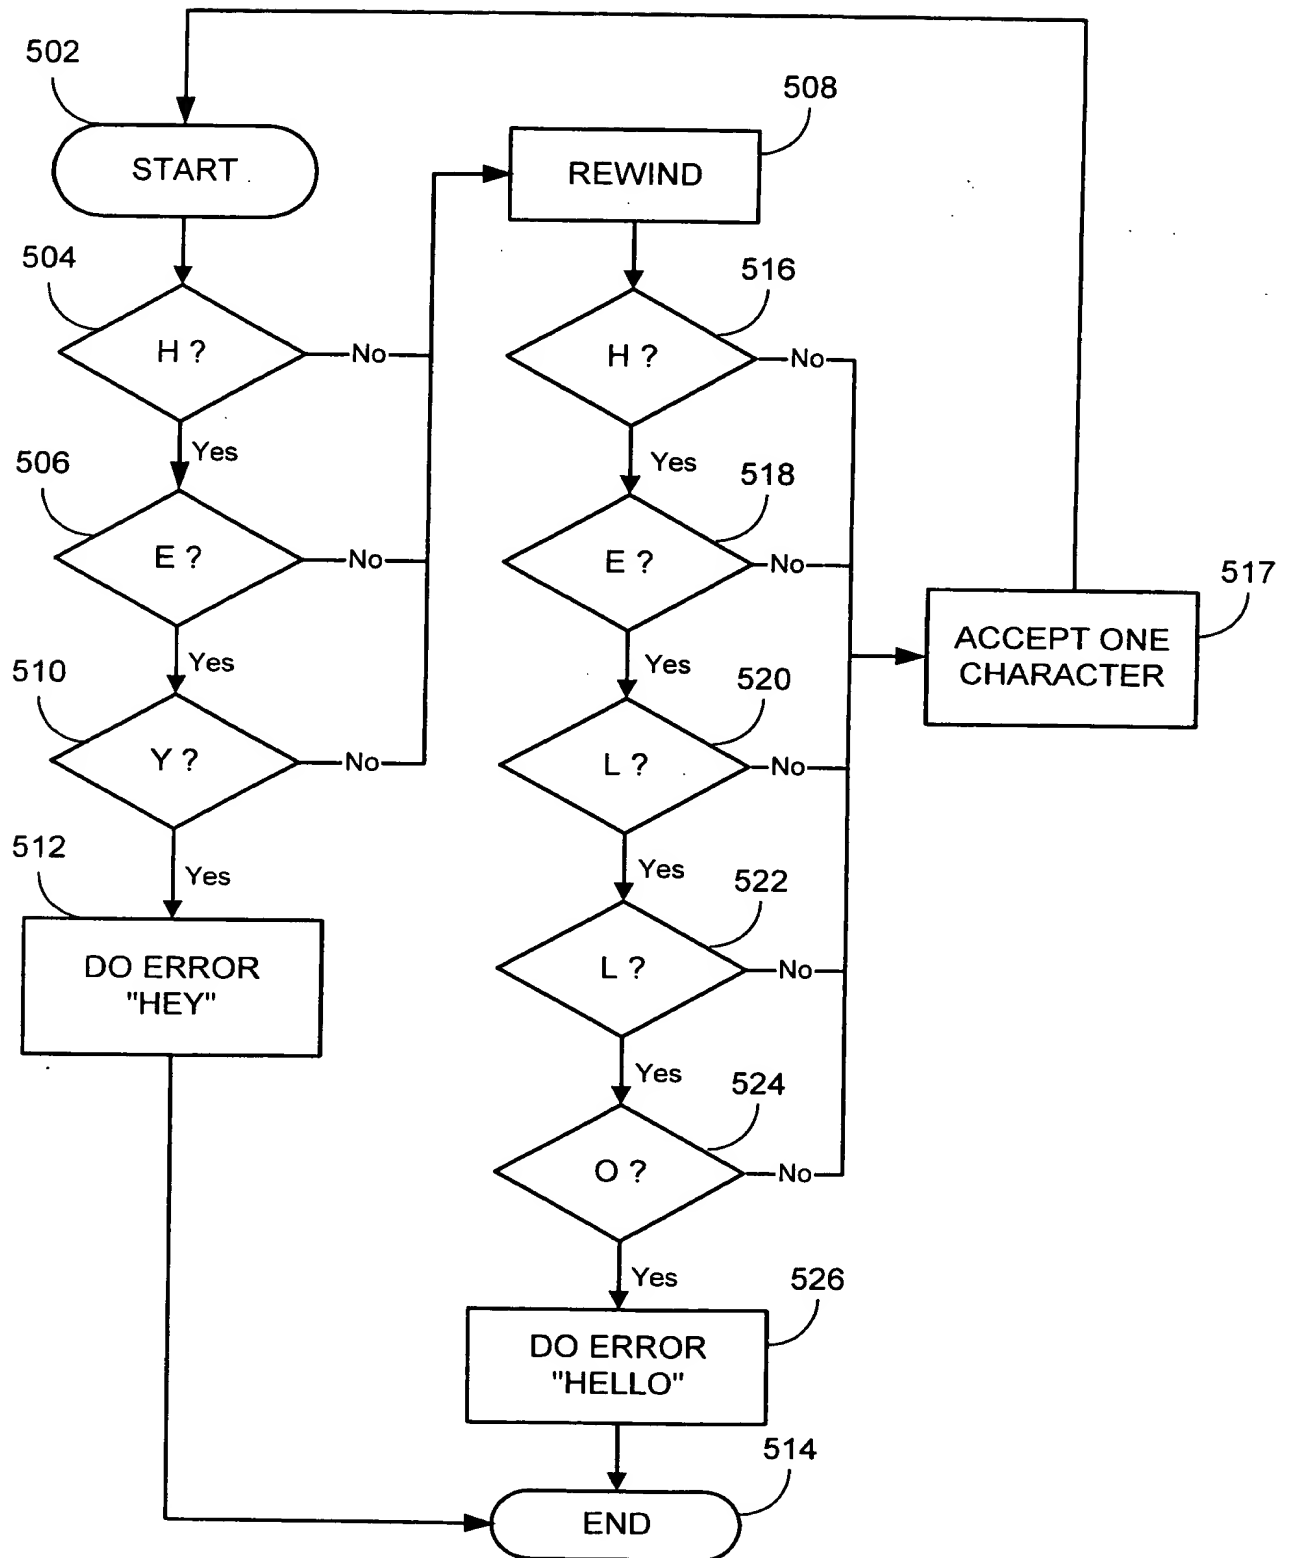 502
START
504
H ?
No
Yes
506
E ?
No
Yes
510
Y ?
No
Yes
512
DO ERROR
"HEY"
508
REWIND
516
H ?
No
Yes
518
E ?
No
Yes
520
L ?
No
Yes
522
L ?
No
Yes
524
O ?
No
Yes
526
DO ERROR
"HELLO"
514
END
517
ACCEPT ONE
CHARACTER